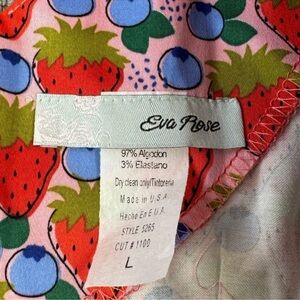 Eva Rose
97% Algodon
3% Elastano
Dry clean only/Tintoreria
Made in U.S.A
Hecho En E.U.A.
STYLE 5265
CUT # 1100
L